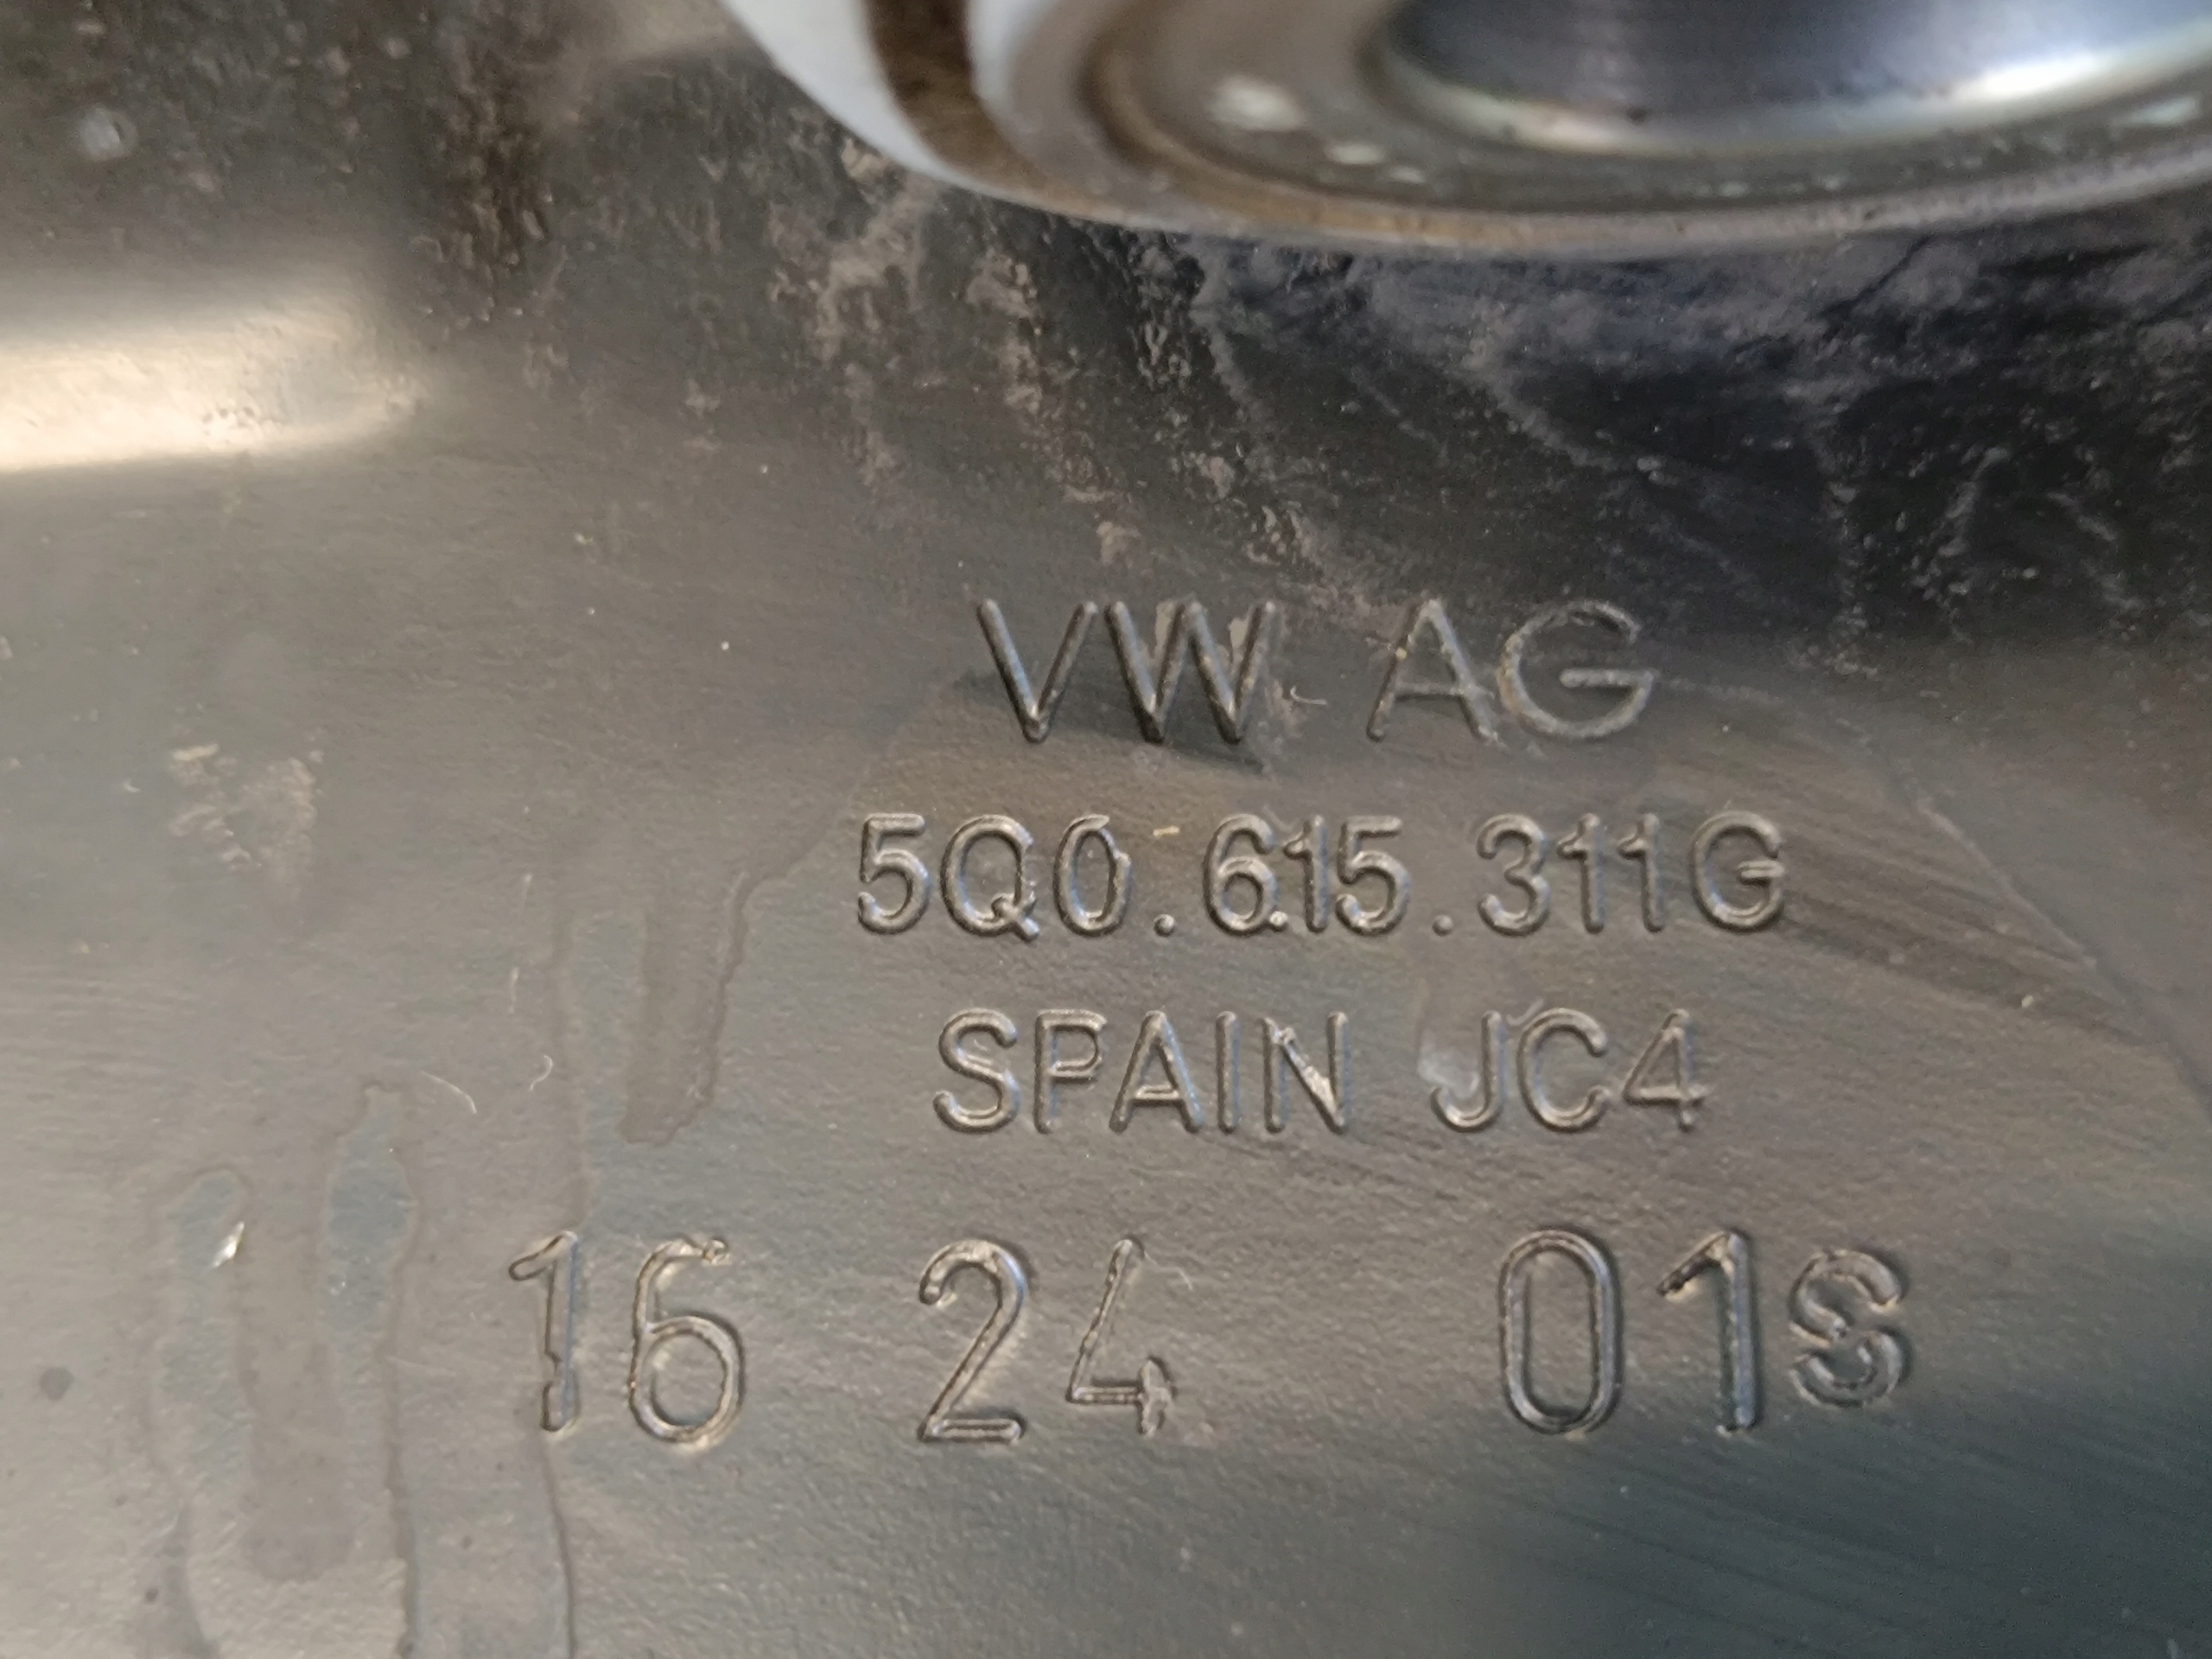 VW AG
5Q0.615.311G
SPAIN JC4
16 24 01S